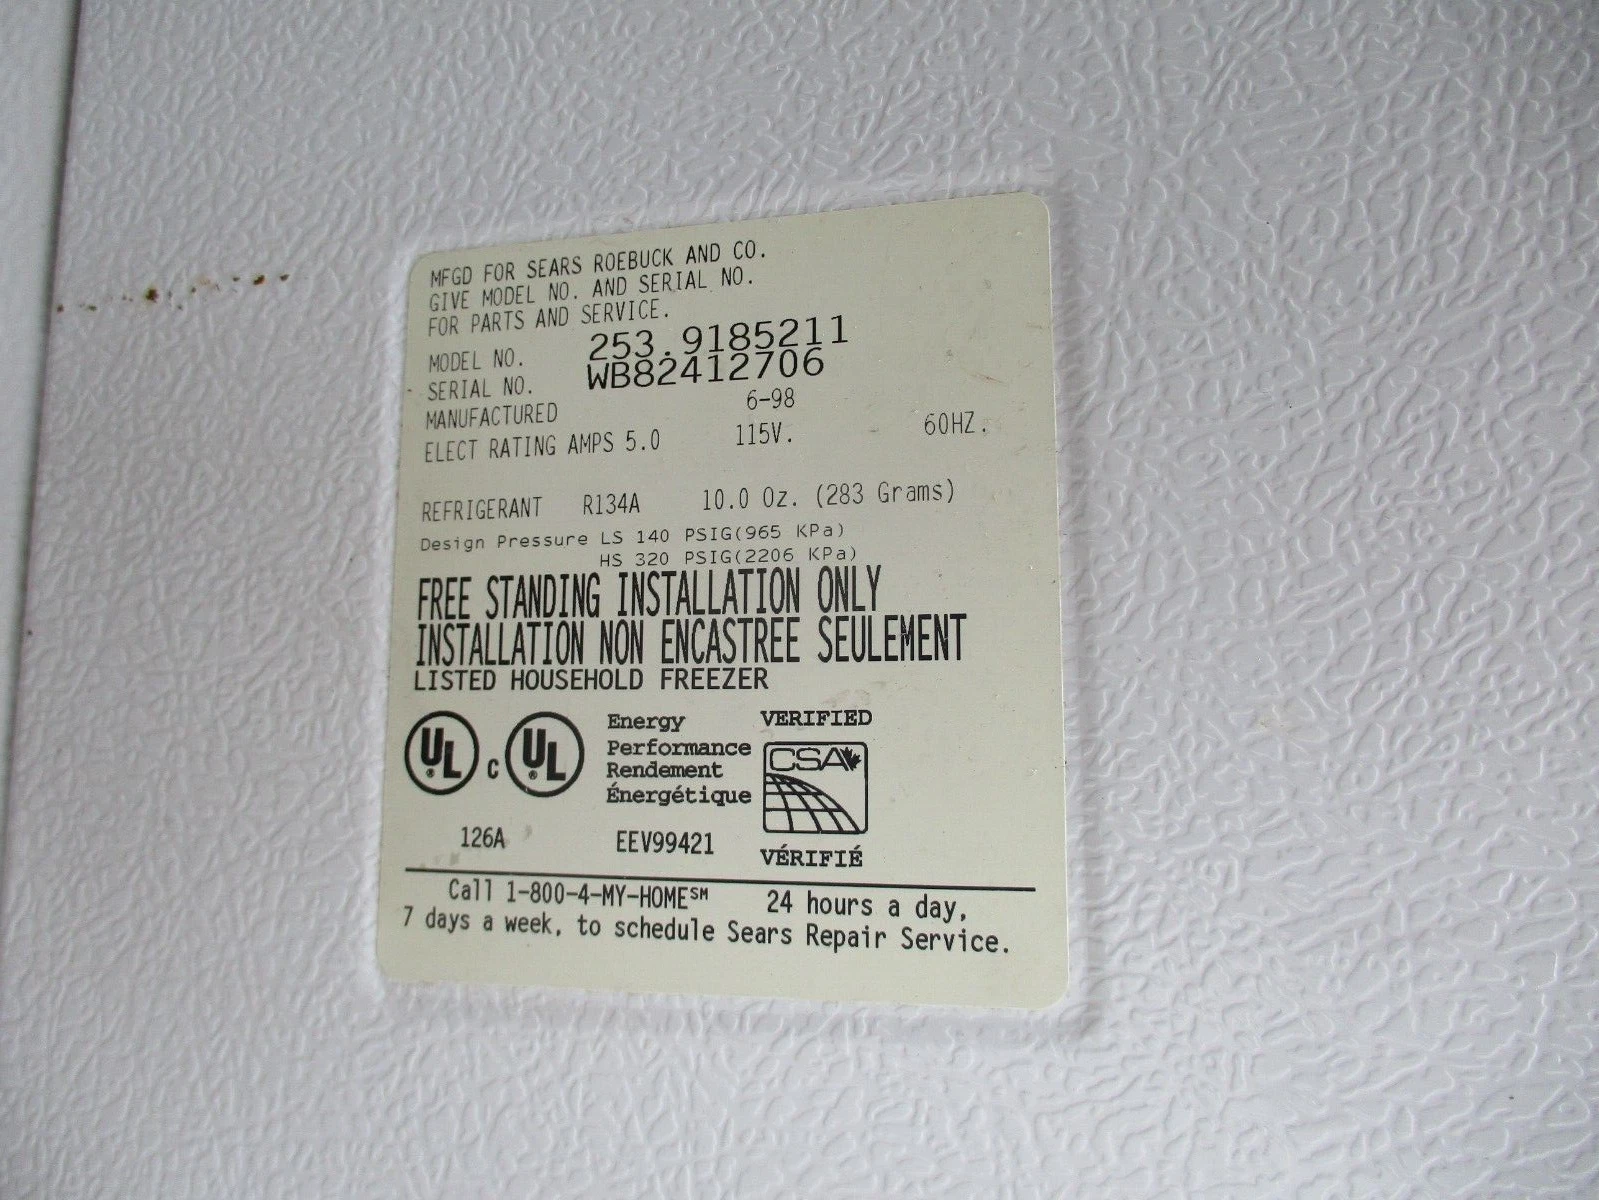 MFGD FOR SEARS ROEBUCK AND CO.
GIVE MODEL NO. AND SERIAL NO.
FOR PARTS AND SERVICE.
MODEL NO. 253.9185211
SERIAL NO. WB82412706
MANUFACTURED 6-98
ELECT RATING AMPS 5.0 115V. 60HZ.
REFRIGERANT R134A 10.0 Oz. (283 Grams)
Design Pressure LS 140 PSIG(965 KPa)
HS 320 PSIG(2206 KPa)
FREE STANDING INSTALLATION ONLY
INSTALLATION NON ENCASTREE SEULEMENT
LISTED HOUSEHOLD FREEZER
UL® c UL®
Energy
Performance
Rendement
Énergétique
VERIFIED
CSA
VÉRIFIÉ
126A EEV99421
Call 1-800-4-MY-HOME℠ 24 hours a day,
7 days a week, to schedule Sears Repair Service.